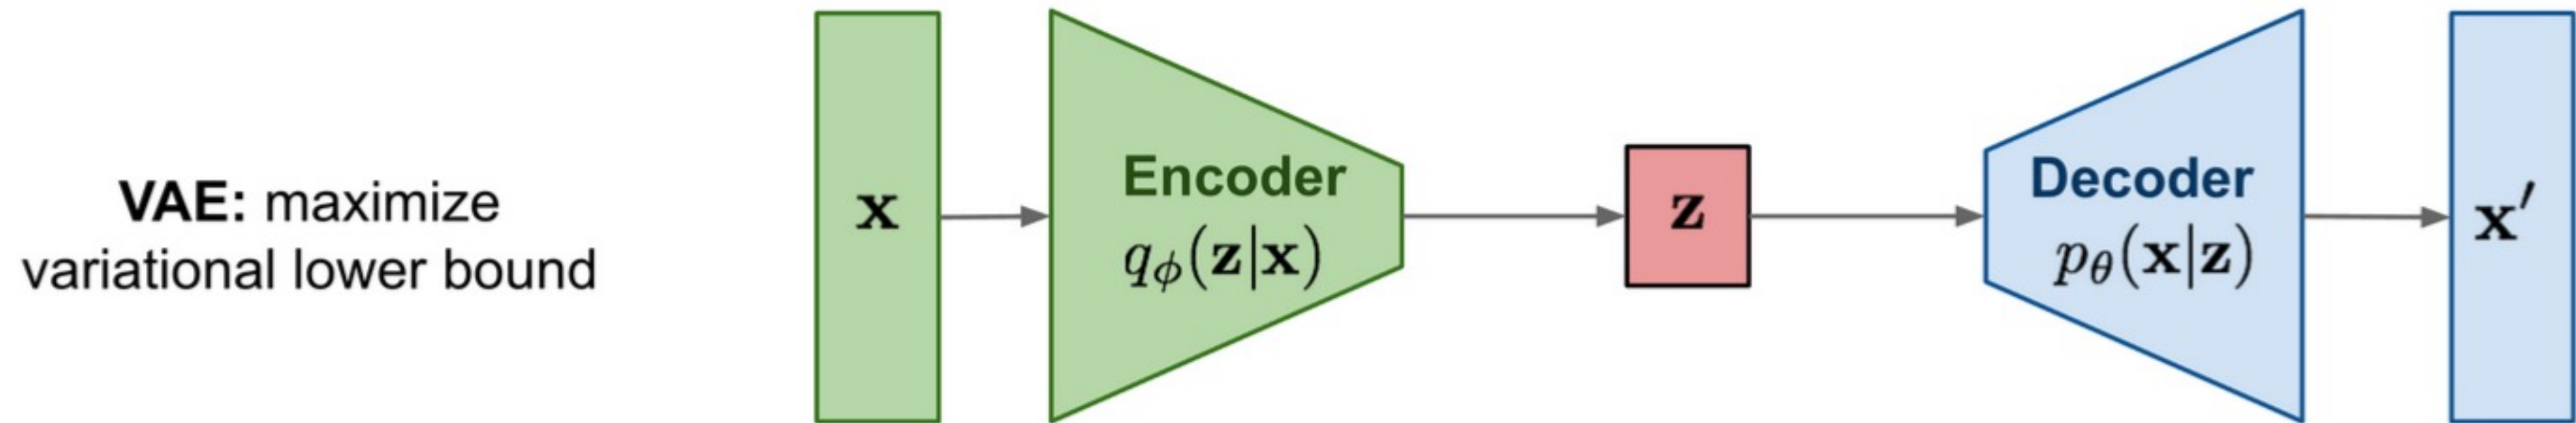 VAE: maximize
variational lower bound
x
Encoder
qϕ(z|x)
z
Decoder
pθ(x|z)
x′